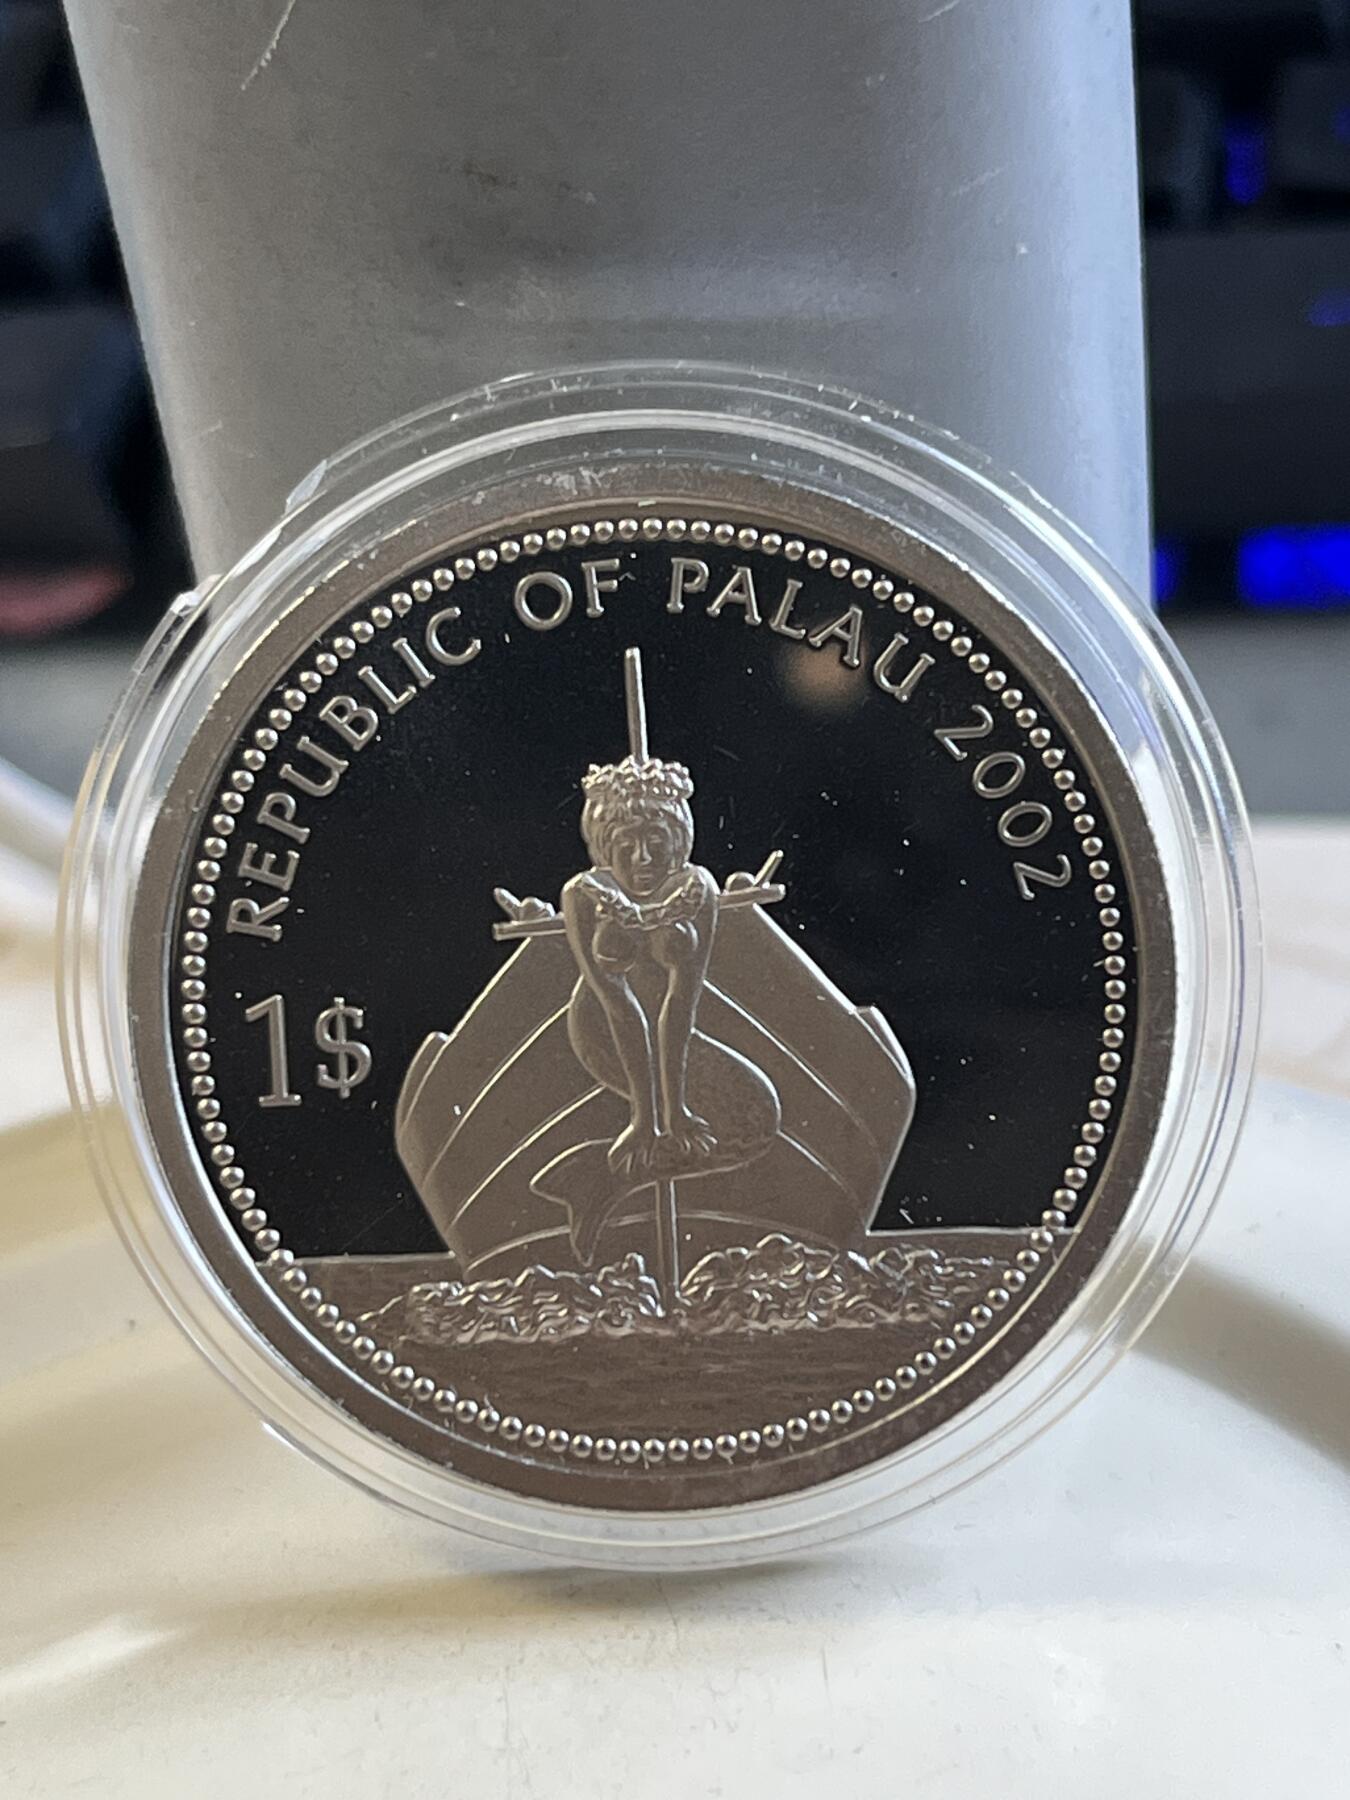 REPUBLIC OF PALAU 2002
1$